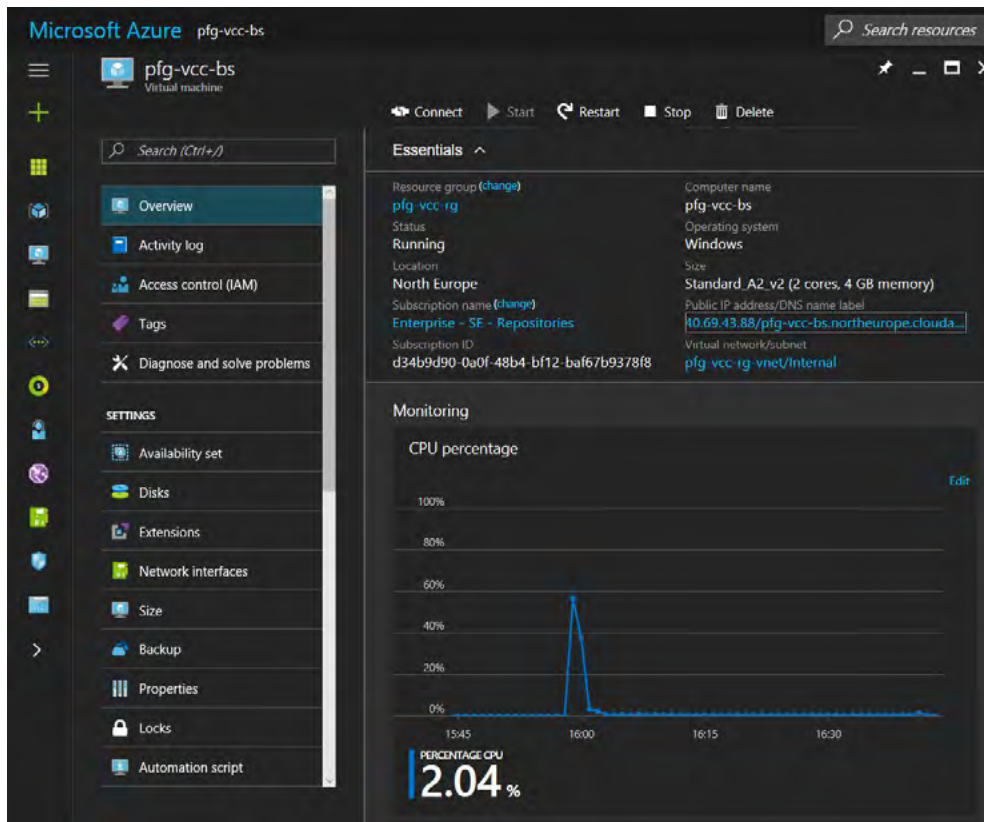 Microsoft Azure pfg-vcc-bs
Search resources
pfg-vcc-bs
Virtual machine
Connect Start Restart Stop Delete
Search (Ctrl+/)
Essentials
Overview
Activity log
Access control (IAM)
Tags
Diagnose and solve problems
SETTINGS
Availability set
Disks
Extensions
Network interfaces
Size
Backup
Properties
Locks
Automation script
Resource group (change)
pfg-vcc-rg
Status
Running
Location
North Europe
Subscription name (change)
Enterprise - SE - Repositories
Subscription ID
d34b9d90-0a0f-48b4-bf12-baf67b9378f8
Computer name
pfg-vcc-bs
Operating system
Windows
Size
Standard_A2_v2 (2 cores, 4 GB memory)
Public IP address/DNS name label
40.69.43.88/pfg-vcc-bs.northeurope.clouda...
Virtual network/subnet
pfg-vcc-rg-vnet/Internal
Monitoring
CPU percentage
Edit
100%
80%
60%
40%
20%
0%
15:45 16:00 16:15 16:30
PERCENTAGE CPU
2.04 %